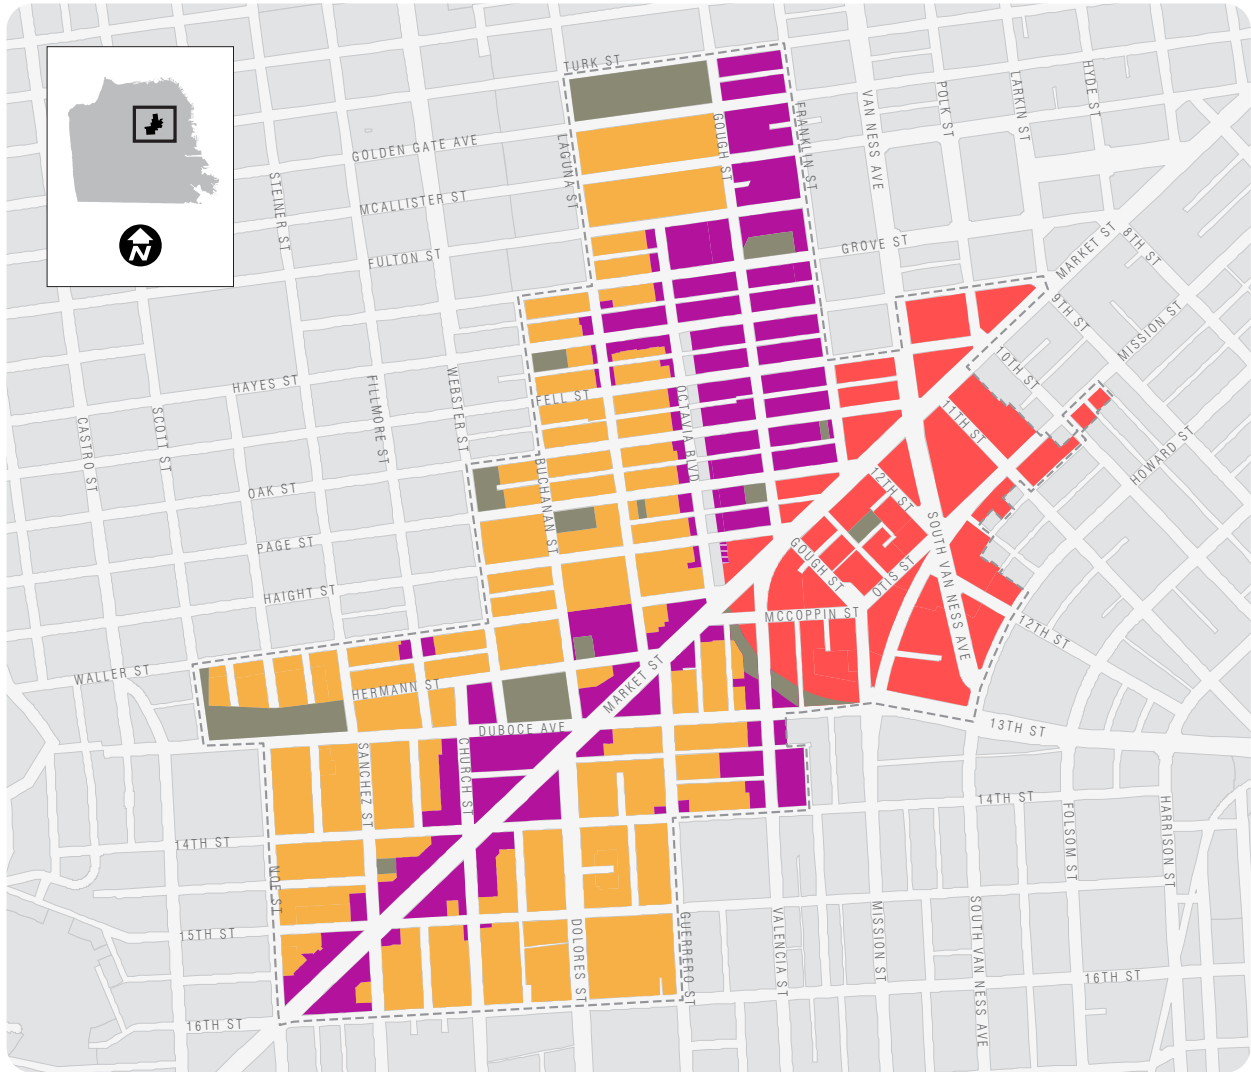 TURK ST
GOLDEN GATE AVE
MCALLISTER ST
FULTON ST
STEINER ST
LAGUNA ST
GOUGH ST
FRANKLIN ST
VAN NESS AVE
POLK ST
LARKIN ST
HYDE ST
N
GROVE ST
MARKET ST
8TH ST
9TH ST
MISSION ST
10TH ST
HAYES ST
FELL ST
WEBSTER ST
FILLMORE ST
SCOTT ST
CASTRO ST
OCTAVIA BLVD
11TH ST
HOWARD ST
OAK ST
BUCHANAN ST
12TH ST
PAGE ST
SOUTH VAN NESS AVE
GOUGH ST
OTIS ST
HAIGHT ST
MCCOPPIN ST
12TH ST
WALLER ST
HERMANN ST
MARKET ST
DUBOCE AVE
13TH ST
SANCHEZ ST
CHURCH ST
14TH ST
14TH ST
FOLSOM ST
HARRISON ST
NOE ST
15TH ST
DOLORES ST
GUERRERO ST
VALENCIA ST
MISSION ST
SOUTH VAN NESS AVE
16TH ST
16TH ST